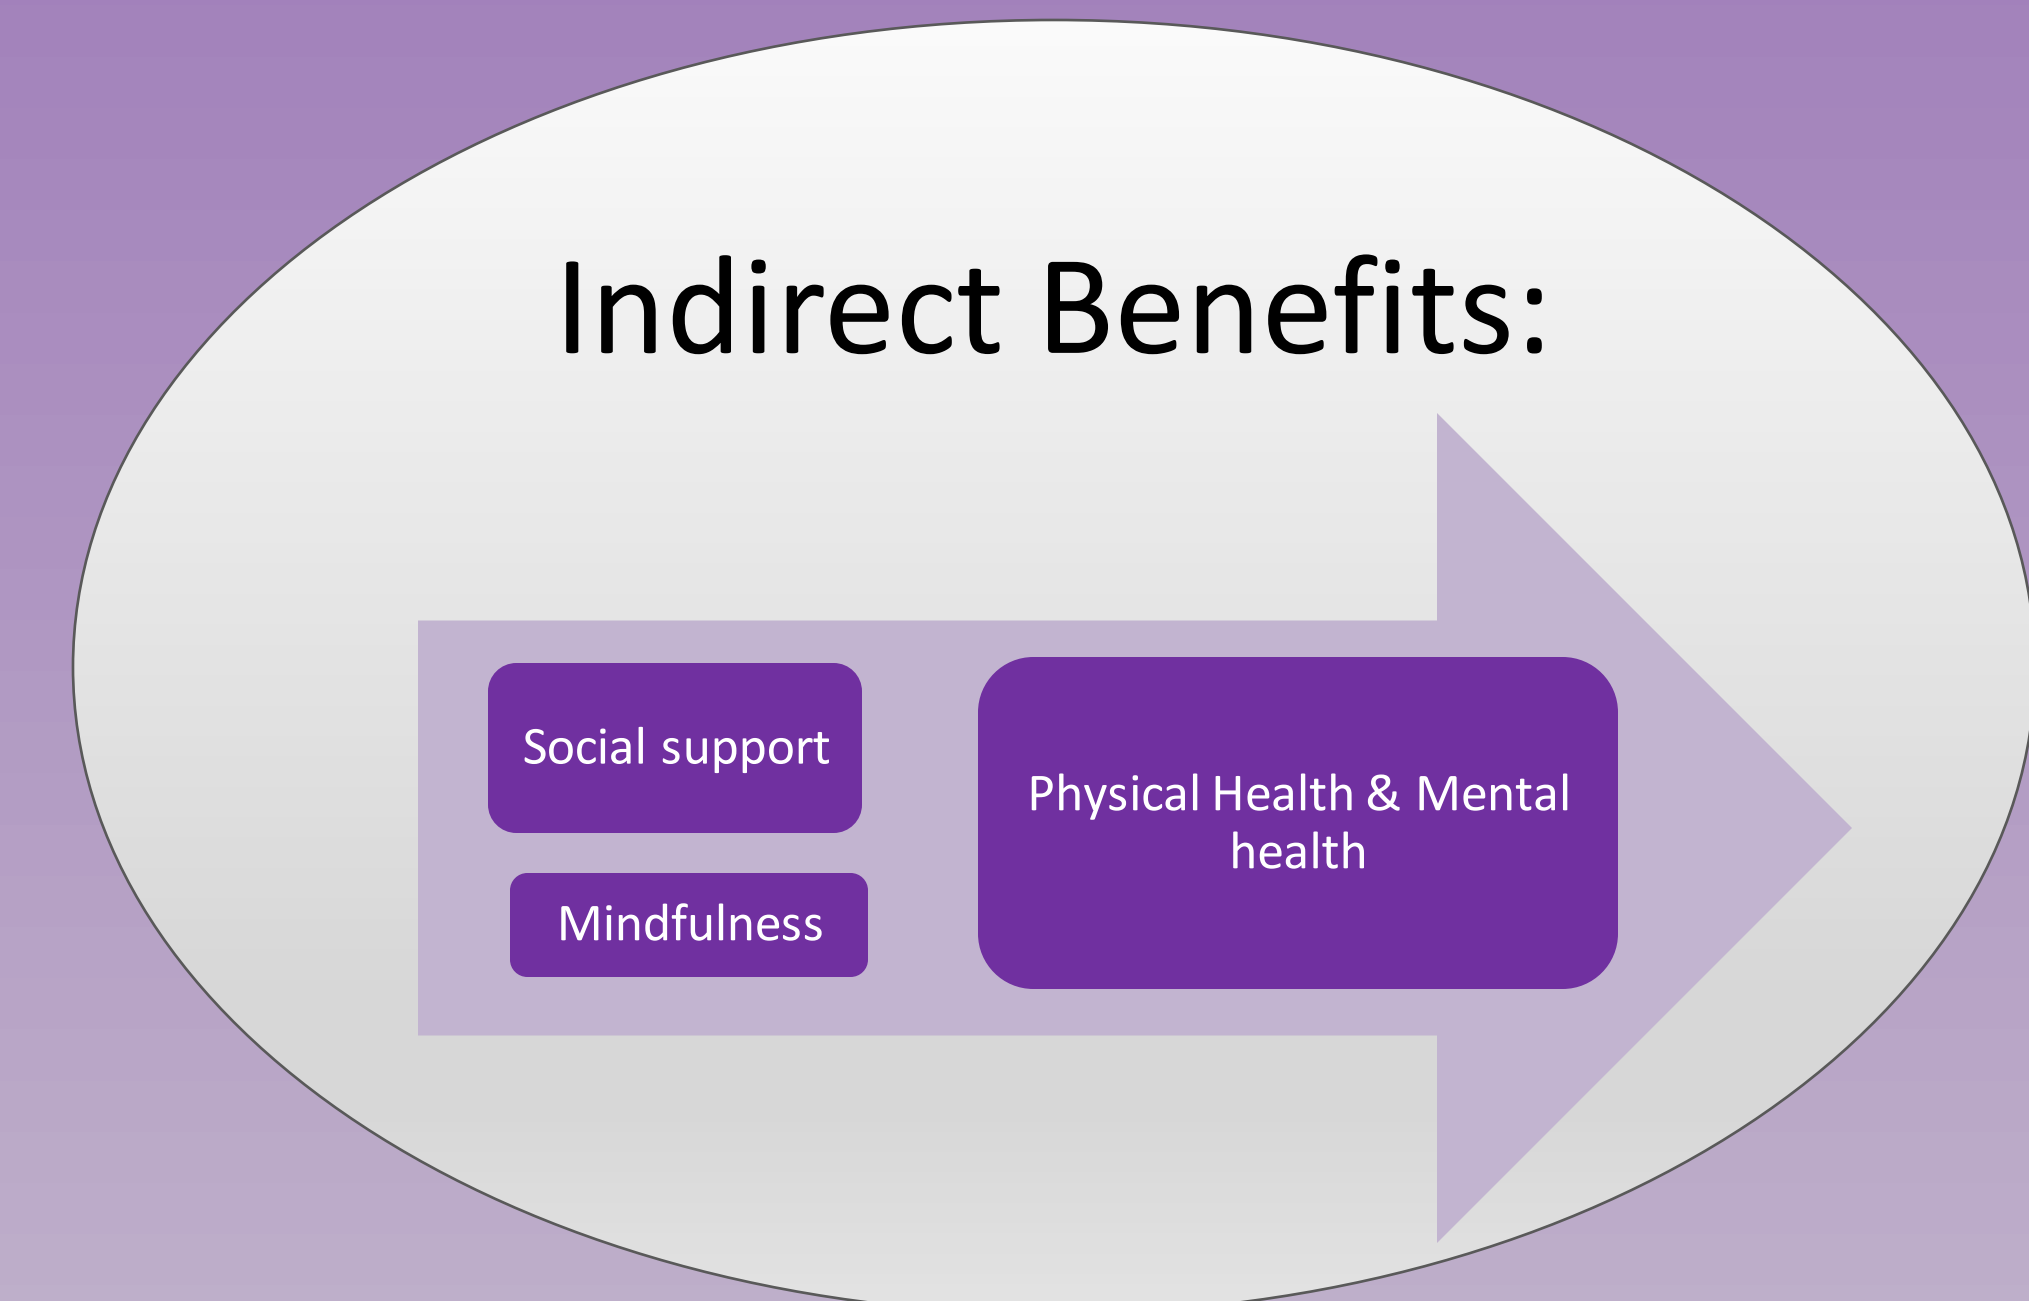 Indirect Benefits:
Social support
Mindfulness
Physical Health & Mental
health